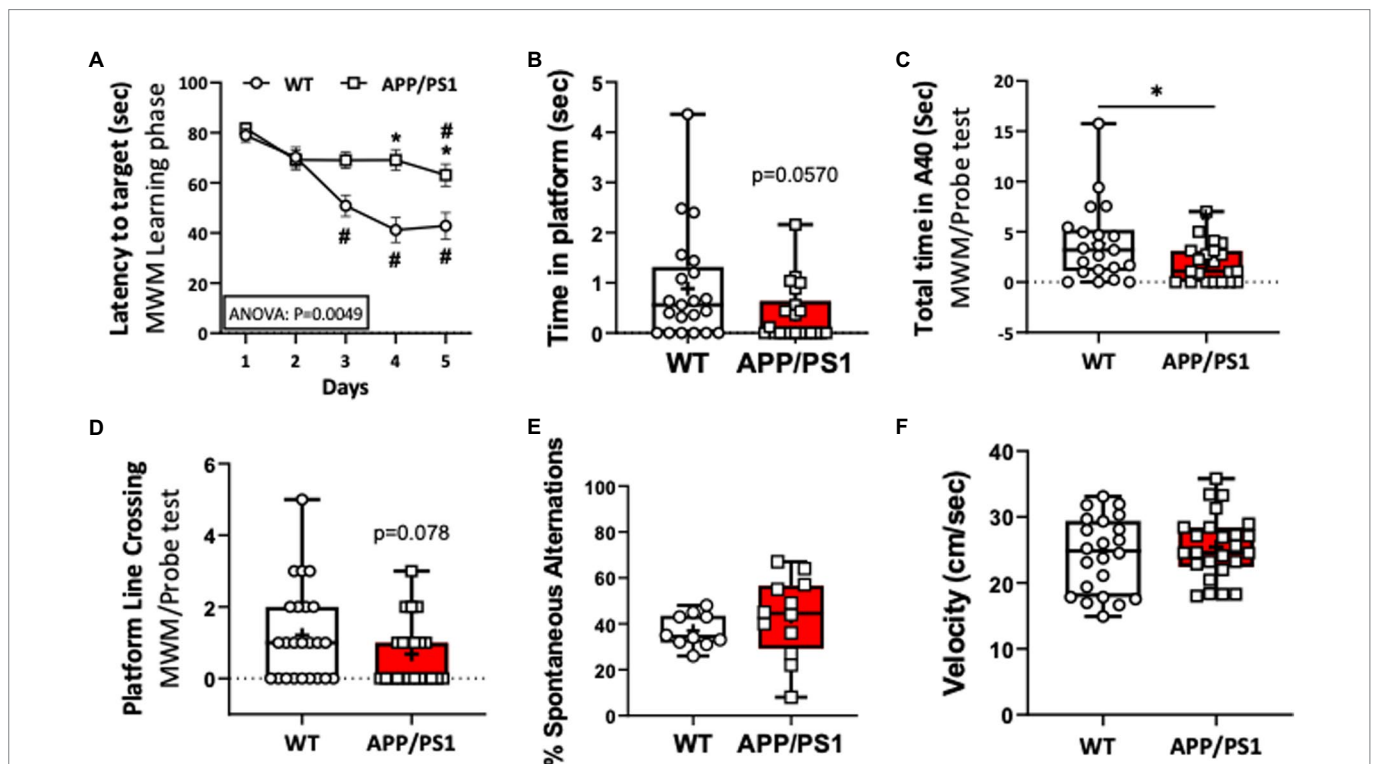 A
Latency to target (sec)
MWM Learning phase
WT
APP/PS1
100
80
60
40
20
0
*
#
*
#
#
#
ANOVA: P=0.0049
1 2 3 4 5
Days
B
Time in platform (sec)
5
4
3
2
1
0
p=0.0570
WT APP/PS1
C
Total time in A40 (Sec)
MWM/Probe test
20
15
10
5
0
-5
*
WT APP/PS1
D
Platform Line Crossing
MWM/Probe test
6
4
2
0
p=0.078
WT APP/PS1
E
% Spontaneous Alternations
100
80
60
40
20
0
WT APP/PS1
F
Velocity (cm/sec)
40
30
20
10
0
WT APP/PS1